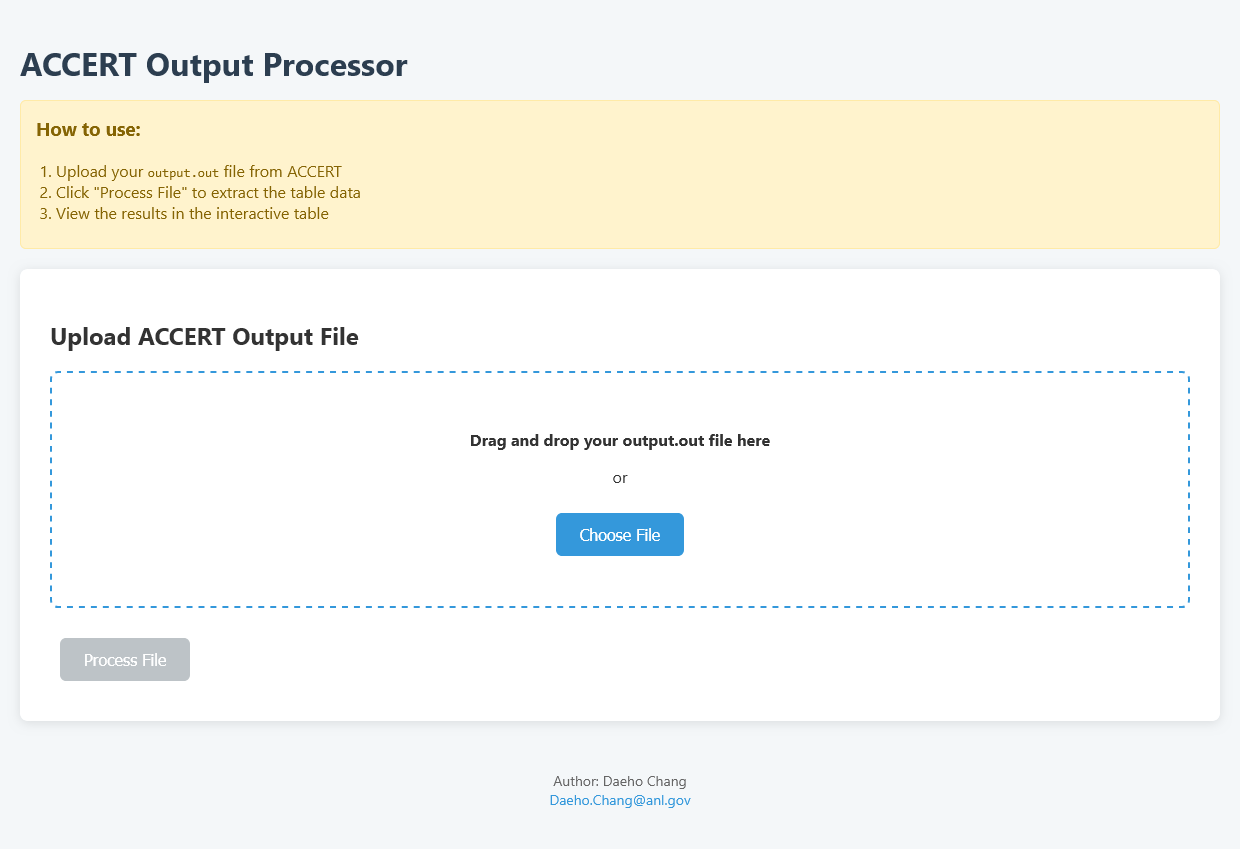 ACCERT Output Processor
How to use:
1. Upload your output.out file from ACCERT
2. Click "Process File" to extract the table data
3. View the results in the interactive table
Upload ACCERT Output File
Drag and drop your output.out file here
or
Choose File
Process File
Author: Daeho Chang
Daeho.Chang@anl.gov